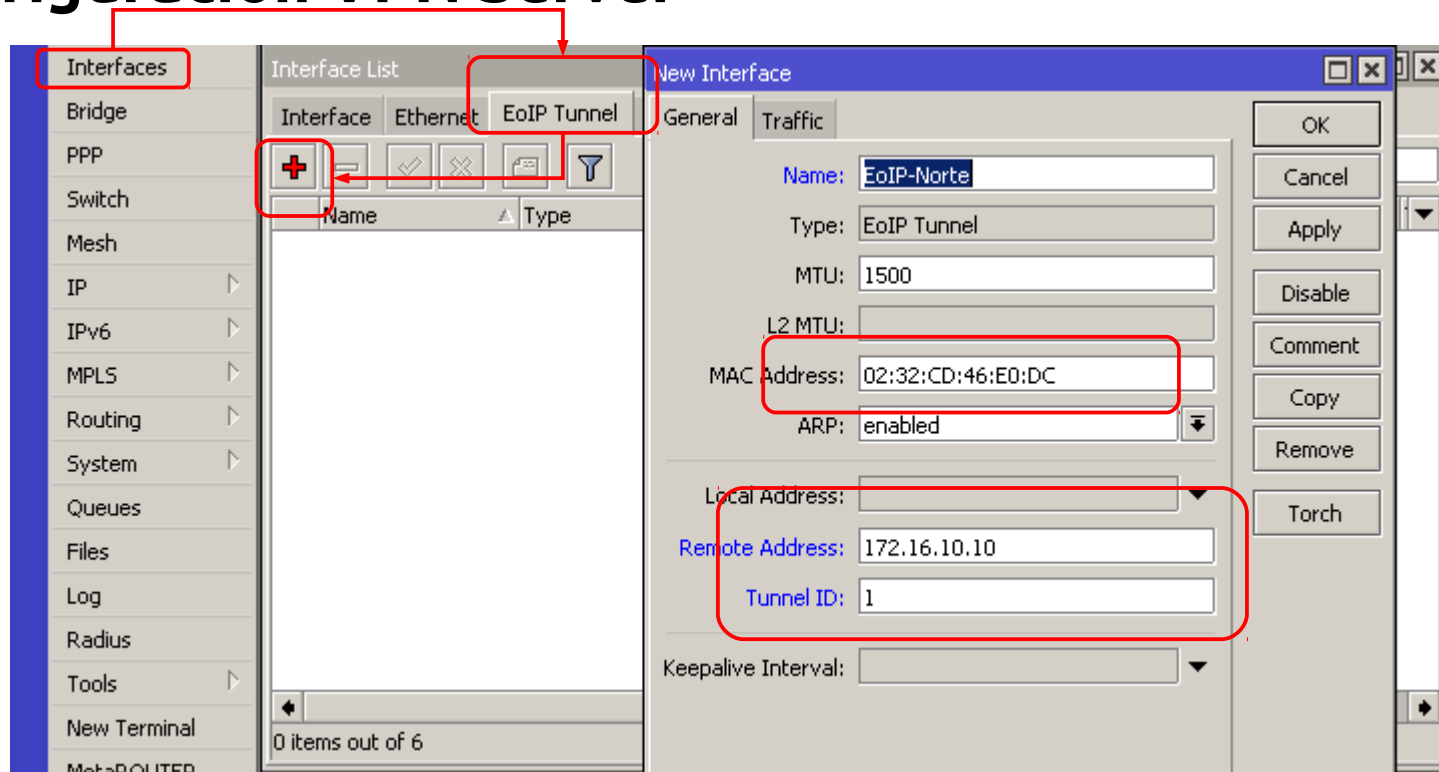 Interfaces
Bridge
PPP
Switch
Mesh
IP
IPv6
MPLS
Routing
System
Queues
Files
Log
Radius
Tools
New Terminal
Interface List
Interface Ethernet EoIP Tunnel
Name Type
0 items out of 6
New Interface
General Traffic
Name: EoIP-Norte
Type: EoIP Tunnel
MTU: 1500
L2 MTU:
MAC Address: 02:32:CD:46:E0:DC
ARP: enabled
Local Address:
Remote Address: 172.16.10.10
Tunnel ID: 1
Keepalive Interval:
OK
Cancel
Apply
Disable
Comment
Copy
Remove
Torch